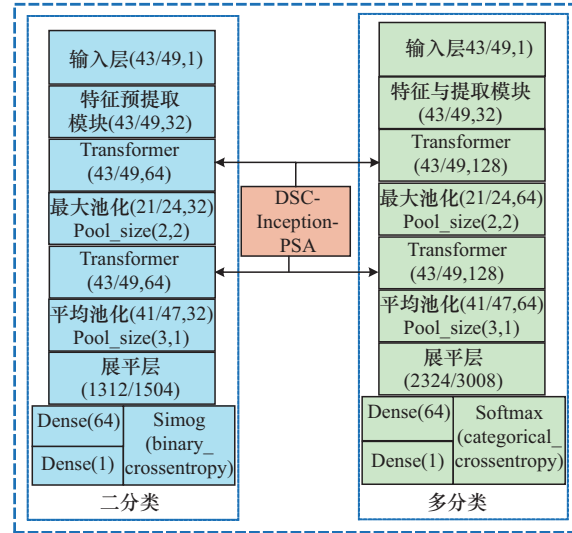 输入层(43/49,1)
特征预提取
模块(43/49,32)
Transformer
(43/49,64)
最大池化(21/24,32)
Pool_size(2,2)
Transformer
(43/49,64)
平均池化(41/47,32)
Pool_size(3,1)
展平层
(1312/1504)
Dense(64)
Dense(1)
Simog
(binary_
crossentropy)
二分类
DSC-
Inception-
PSA
输入层43/49,1)
特征与提取模块
(43/49,32)
Transformer
(43/49,128)
最大池化(21/24,64)
Pool_size(2,2)
Transformer
(43/49,128)
平均池化(41/47,64)
Pool_size(3,1)
展平层
(2324/3008)
Dense(64)
Dense(1)
Softmax
(categorical_
crossentropy)
多分类